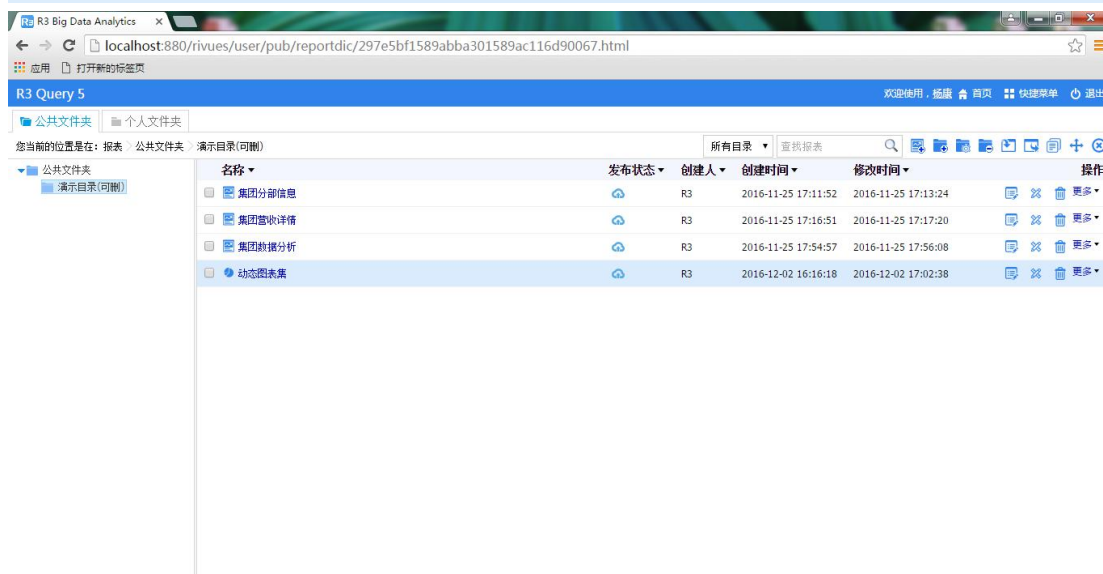 R3 Big Data Analytics
localhost:880/rivues/user/pub/reportdic/297e5bf1589abba301589ac116d90067.html
应用 打开新的标签页
R3 Query 5 欢迎使用，杨康 首页 快捷菜单 退出
公共文件夹 个人文件夹
您当前的位置是在：报表 公共文件夹 演示目录(可删) 所有目录 查找报表
公共文件夹 名称 发布状态 创建人 创建时间 修改时间 操作
演示目录(可删) 集团分部信息 R3 2016-11-25 17:11:52 2016-11-25 17:13:24 更多
集团营收详情 R3 2016-11-25 17:16:51 2016-11-25 17:17:20 更多
集团数据分析 R3 2016-11-25 17:54:57 2016-11-25 17:56:08 更多
动态图表集 R3 2016-12-02 16:16:18 2016-12-02 17:02:38 更多